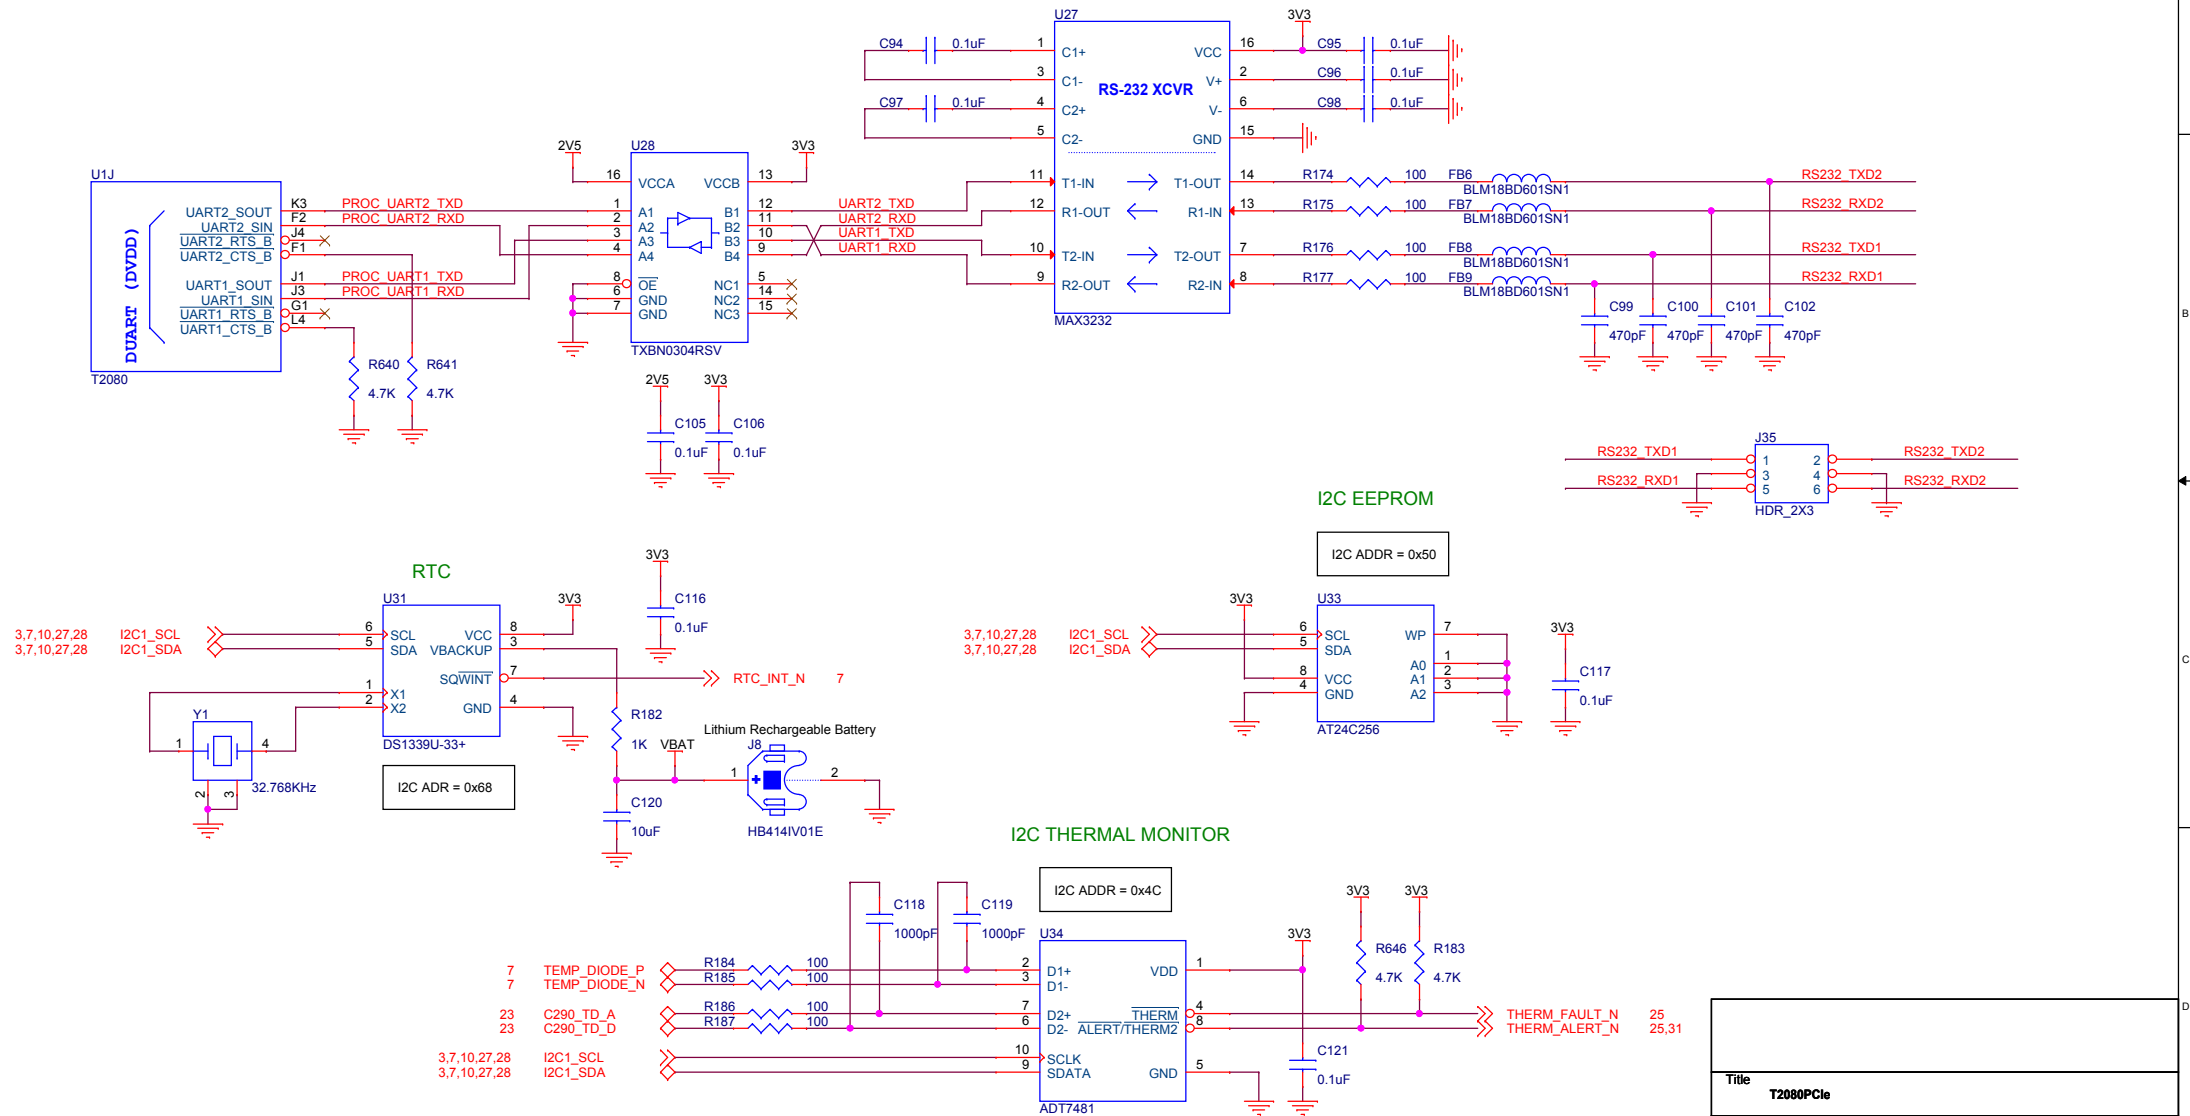 U27
3V3
C94 0.1uF 1 C1+ VCC 16 C95 0.1uF
3 C1- V+ 2 C96 0.1uF
RS-232 XCVR
C97 0.1uF 4 C2+ V- 6 C98 0.1uF
5 C2- GND 15
11 T1-IN T1-OUT 14 R174 100 FB6 BLM18BD601SN1 RS232_TXD2
12 R1-OUT R1-IN 13 R175 100 FB7 BLM18BD601SN1 RS232_RXD2
10 T2-IN T2-OUT 7 R176 100 FB8 BLM18BD601SN1 RS232_TXD1
9 R2-OUT R2-IN 8 R177 100 FB9 BLM18BD601SN1 RS232_RXD1
MAX3232
C99 C100 C101 C102
470pF 470pF 470pF 470pF
U1J
DUART (DVDD)
UART2_SOUT K3 PROC_UART2_TXD
UART2_SIN F2 PROC_UART2_RXD
UART2_RTS_B J4
UART2_CTS_B F1
UART1_SOUT J1 PROC_UART1_TXD
UART1_SIN J3 PROC_UART1_RXD
UART1_RTS_B G1
UART1_CTS_B L4
T2080
R640 R641
4.7K 4.7K
2V5 U28 3V3
16 VCCA VCCB 13
1 A1 B1 12 UART2_TXD
2 A2 B2 11 UART2_RXD
3 A3 B3 10 UART1_TXD
4 A4 B4 9 UART1_RXD
8 OE NC1 5
6 GND NC2 14
7 GND NC3 15
TXBN0304RSV
2V5 3V3
C105 C106
0.1uF 0.1uF
J35
RS232_TXD1 1 2 RS232_TXD2
3 4
RS232_RXD1 5 6 RS232_RXD2
HDR_2X3
B
C
D
RTC
U31 3V3
3,7,10,27,28 I2C1_SCL 6 SCL VCC 8
3,7,10,27,28 I2C1_SDA 5 SDA VBACKUP 3
SQWINT 7 RTC_INT_N 7
1 X1
2 X2 GND 4
DS1339U-33+
I2C ADR = 0x68
Y1
1 4
2 3
32.768KHz
3V3
C116
0.1uF
R182
1K
VBAT
C120
10uF
Lithium Rechargeable Battery
J8
1 + 2
HB414IV01E
I2C EEPROM
I2C ADDR = 0x50
3V3 U33
3,7,10,27,28 I2C1_SCL 6 SCL WP 7
3,7,10,27,28 I2C1_SDA 5 SDA
A0 1
8 VCC A1 2
4 GND A2 3
AT24C256
3V3
C117
0.1uF
I2C THERMAL MONITOR
I2C ADDR = 0x4C
C118 C119
1000pF 1000pF
U34
3V3
7 TEMP_DIODE_P R184 100 2 D1+ VDD 1
7 TEMP_DIODE_N R185 100 3 D1-
23 C290_TD_A R186 100 7 D2+ THERM 4 THERM_FAULT_N 25
23 C290_TD_D R187 100 6 D2- ALERT/THERM2 8 THERM_ALERT_N 25,31
3,7,10,27,28 I2C1_SCL 10 SCLK
3,7,10,27,28 I2C1_SDA 9 SDATA GND 5
ADT7481
3V3 3V3
R646 R183
4.7K 4.7K
C121
0.1uF
Title
T2080PCIe